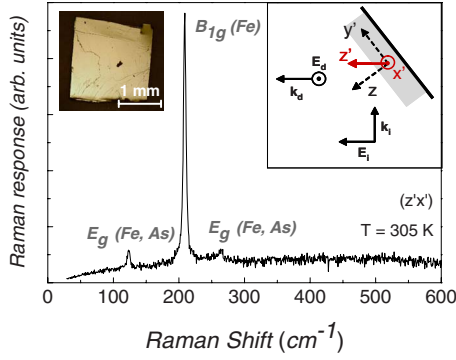 Raman response (arb. units)
1 mm
B1g (Fe)
Eg (Fe, As)
Eg (Fe, As)
y'
z'
x'
z
Ed
kd
ki
Ei
(z'x')
T = 305 K
0 100 200 300 400 500 600
Raman Shift (cm-1)